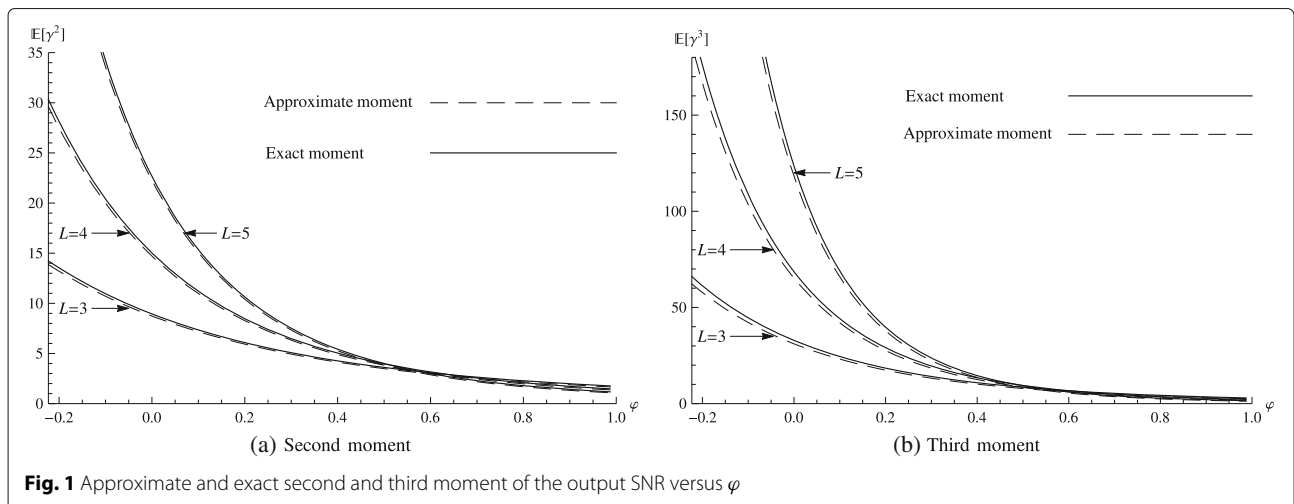 𝔼[γ²]
35
30
25
20
15
10
5
0
Approximate moment
Exact moment
L=4
L=5
L=3
−0.2 0.0 0.2 0.4 0.6 0.8 1.0 φ
(a) Second moment
𝔼[γ³]
150
100
50
0
Exact moment
Approximate moment
L=5
L=4
L=3
−0.2 0.0 0.2 0.4 0.6 0.8 1.0 φ
(b) Third moment
Fig. 1 Approximate and exact second and third moment of the output SNR versus φ